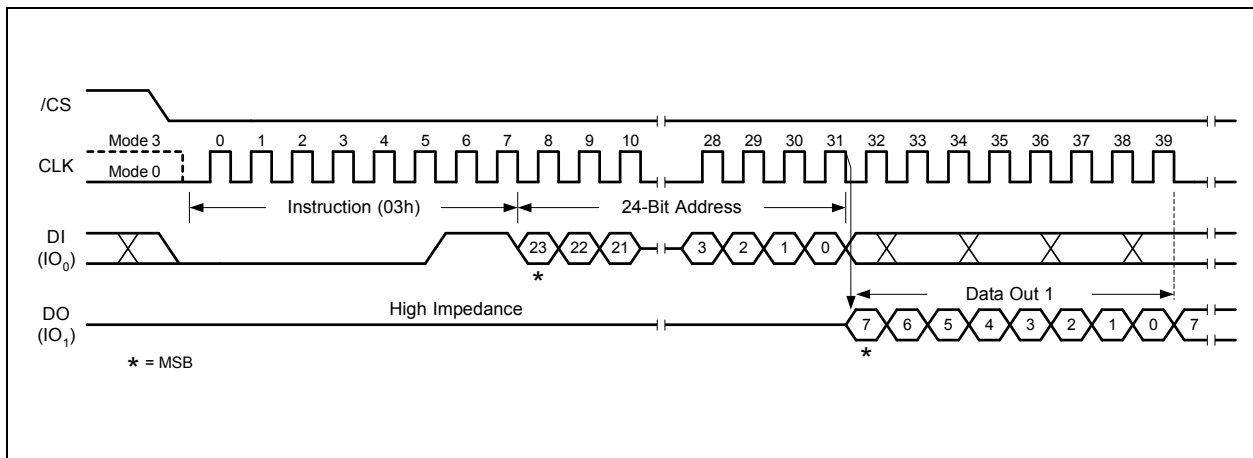 /CS
Mode 3 0 1 2 3 4 5 6 7 8 9 10 28 29 30 31 32 33 34 35 36 37 38 39
CLK Mode 0
Instruction (03h) 24-Bit Address
DI
(IO0) 23 22 21 3 2 1 0
* Data Out 1
High Impedance
DO
(IO1) 7 6 5 4 3 2 1 0 7
* = MSB *